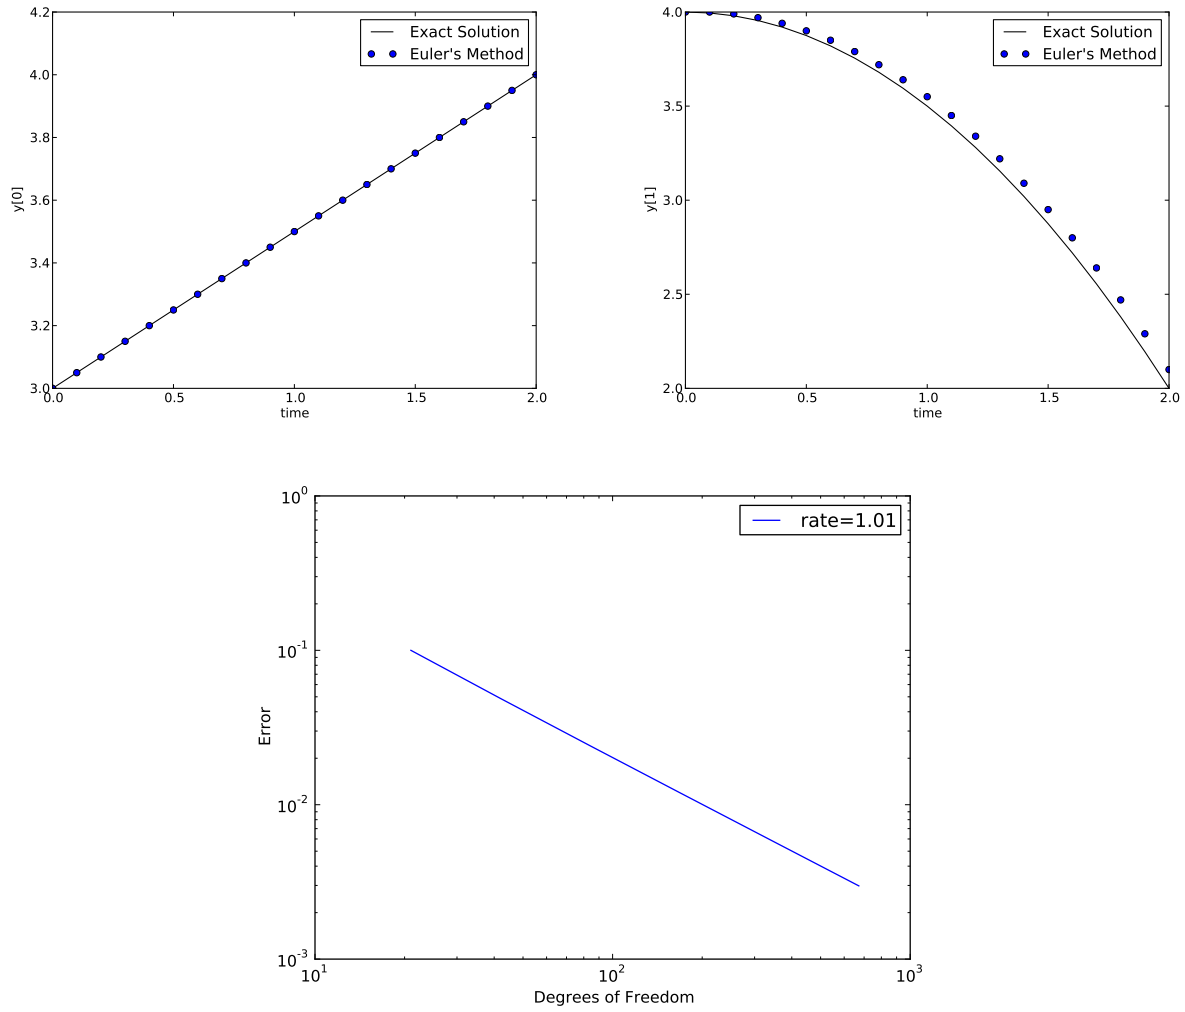 4.2
4.0
3.8
3.6
3.4
3.2
3.0
y[0]
Exact Solution
Euler's Method
0.0 0.5 1.0 1.5 2.0
time
4.0
3.5
3.0
2.5
2.0
y[1]
Exact Solution
Euler's Method
0.0 0.5 1.0 1.5 2.0
time
10^0
10^-1
10^-2
10^-3
Error
rate=1.01
10^1 10^2 10^3
Degrees of Freedom